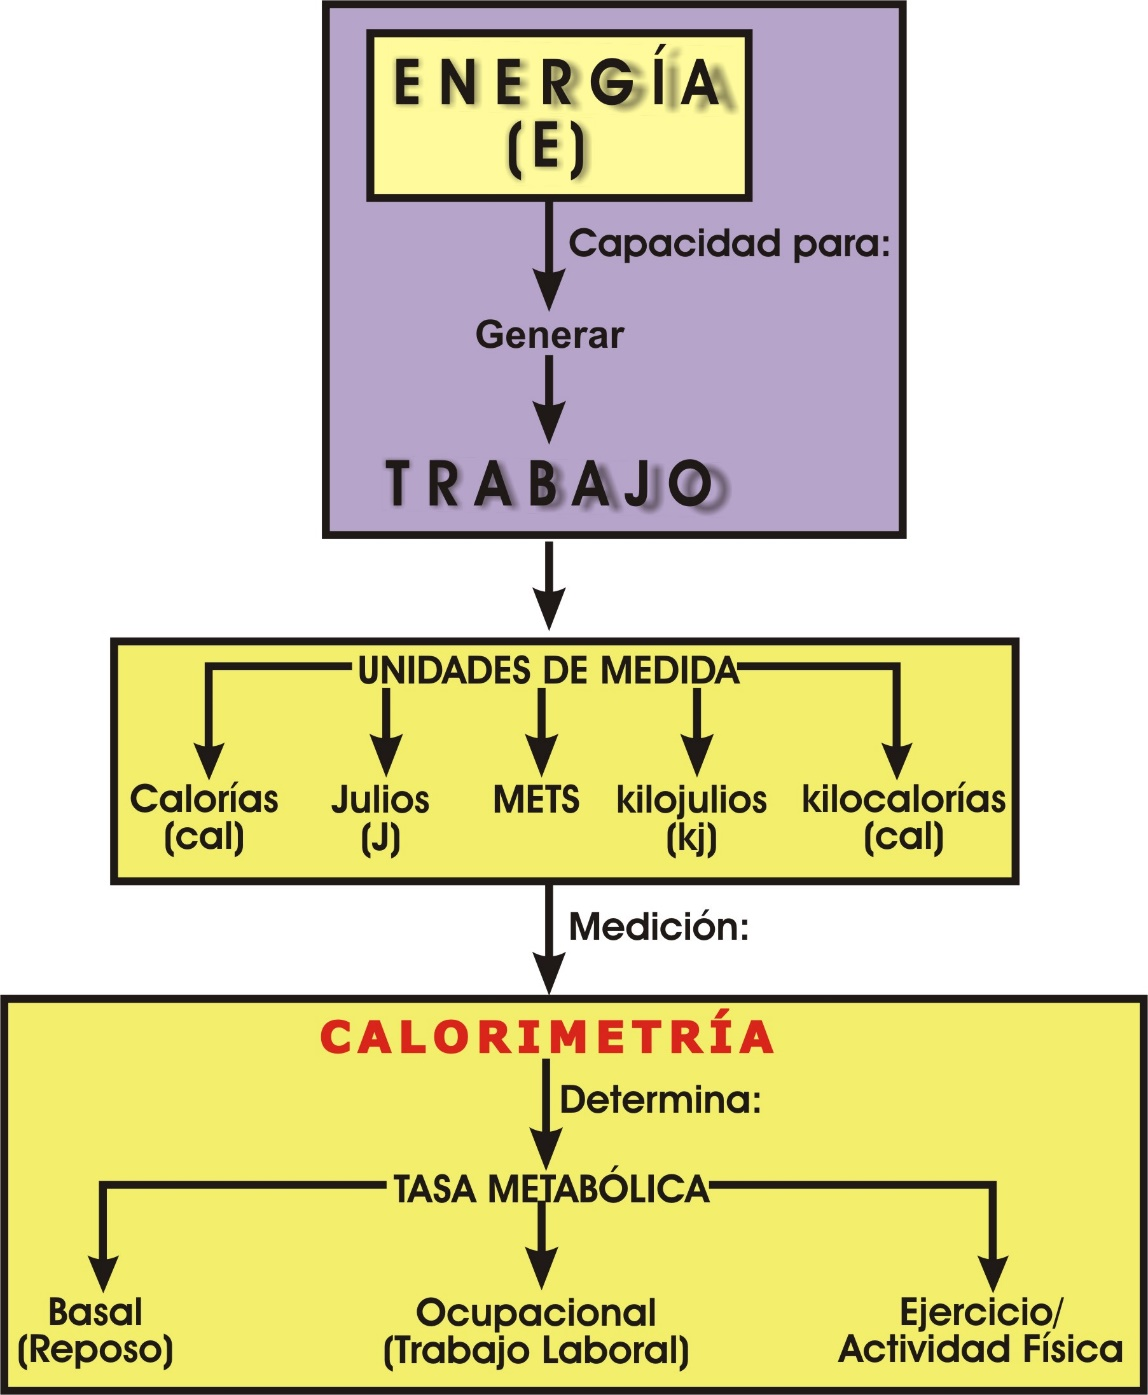 ENERGÍA
(E)
Capacidad para:
Generar
TRABAJO
UNIDADES DE MEDIDA
Calorías
(cal)
Julios
(J)
METS
kilojulios
(kj)
kilocalorías
(cal)
Medición:
CALORIMETRÍA
Determina:
TASA METABÓLICA
Basal
(Reposo)
Ocupacional
(Trabajo Laboral)
Ejercicio/
Actividad Física